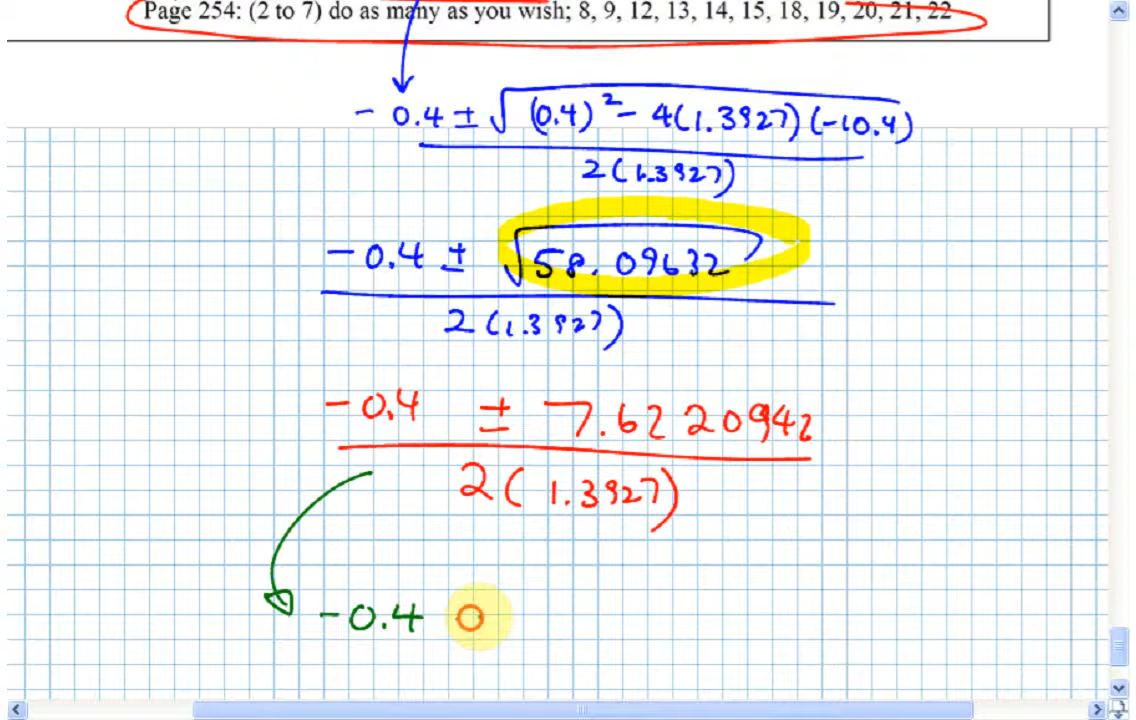 Page 254: (2 to 7) do as many as you wish; 8, 9, 12, 13, 14, 15, 18, 19, 20, 21, 22
- 0.4 ± √(0.4)² - 4(1.3927)(-10.4)
2(1.3927)
-0.4 ± √58.09632
2(1.3927)
-0.4 ± 7.6220942
2(1.3927)
-0.4